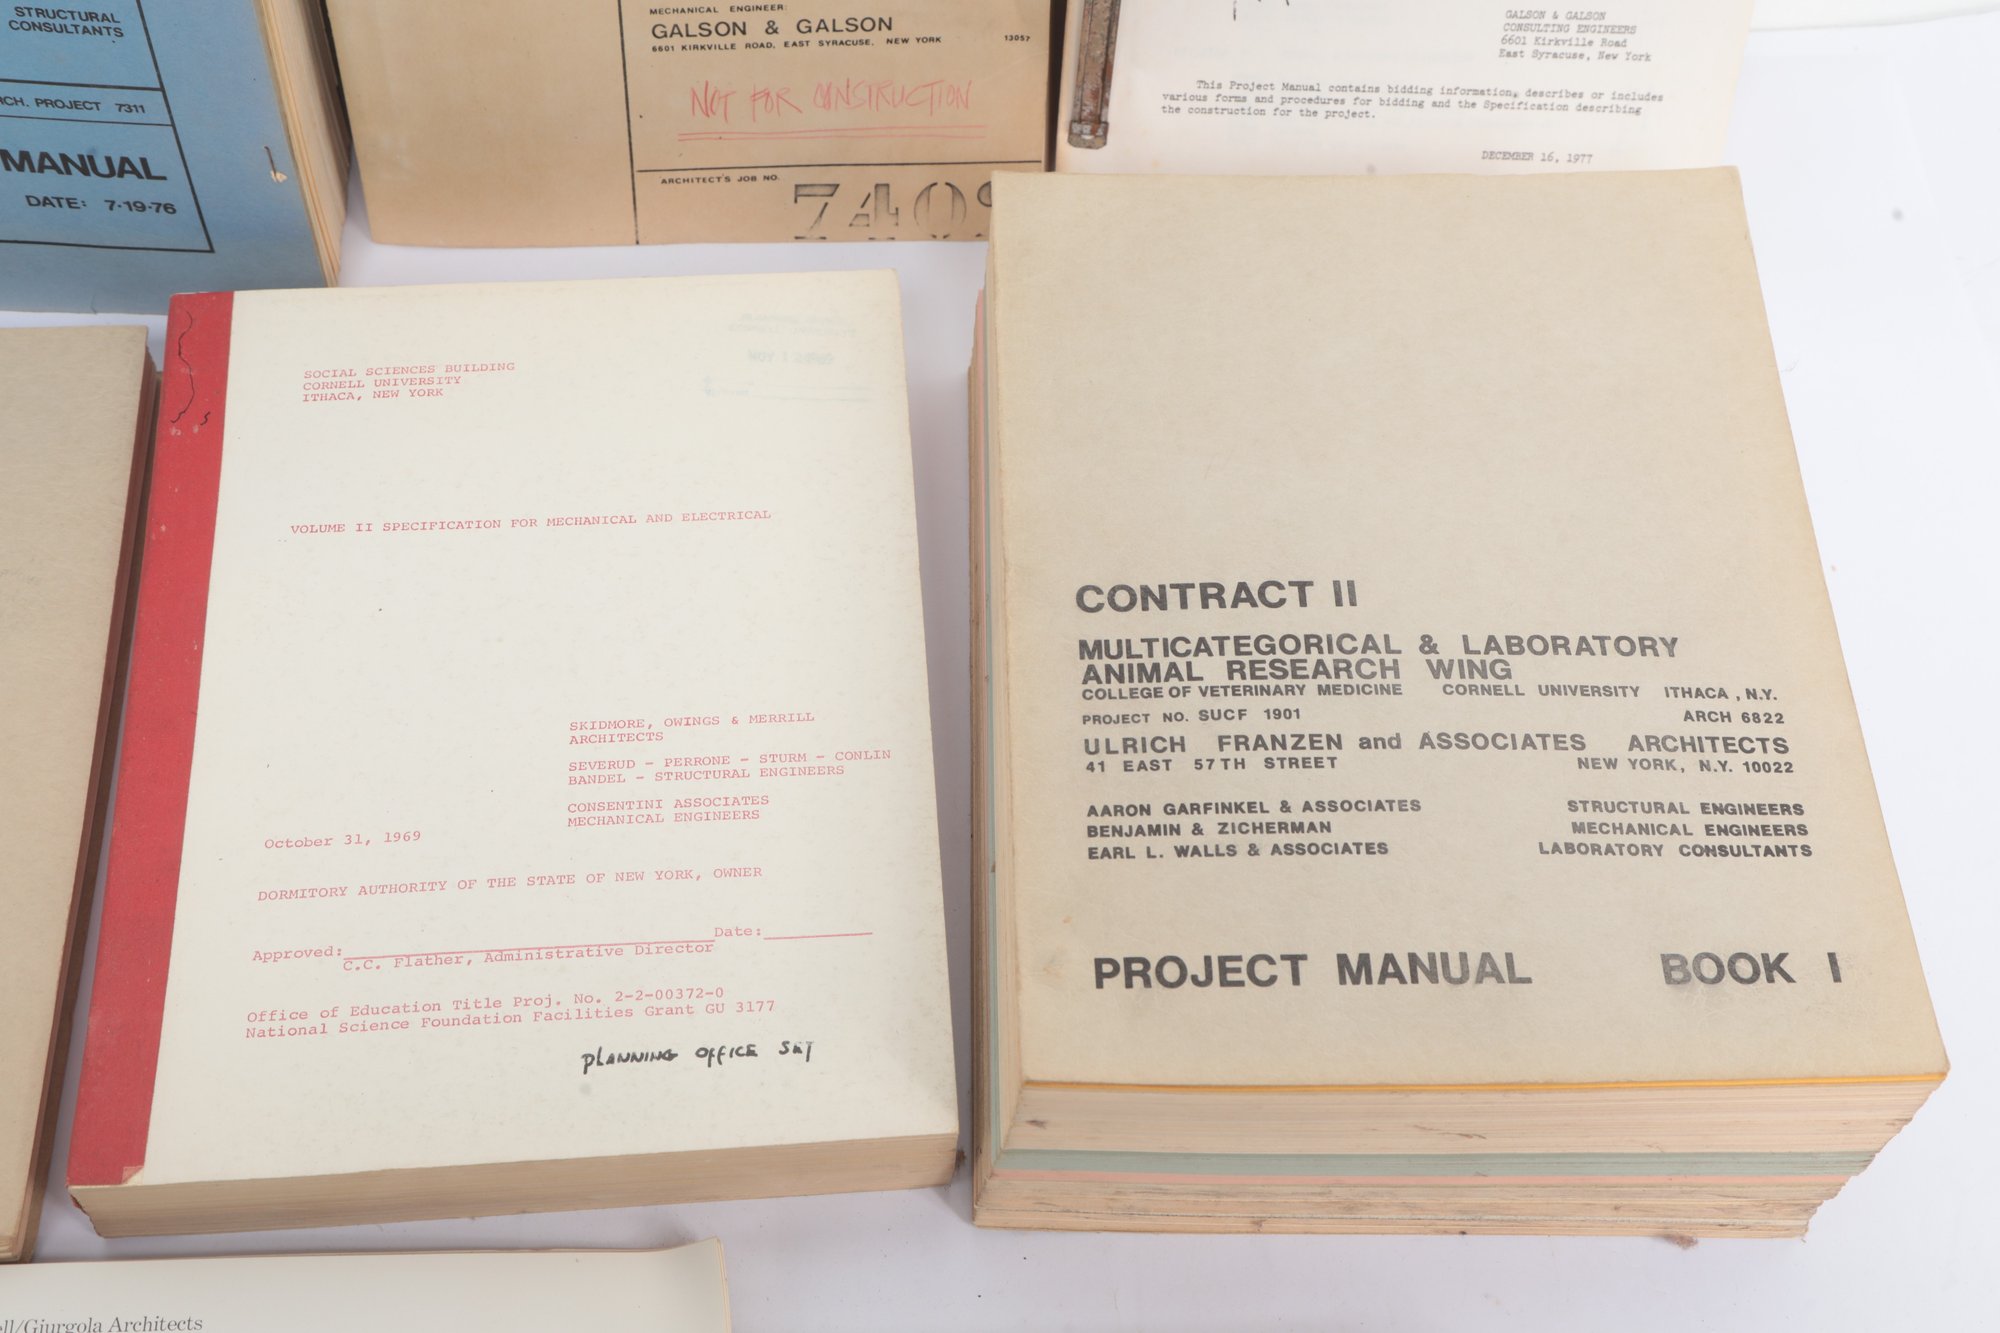 STRUCTURAL
CONSULTANTS
RCH. PROJECT 7311
MANUAL
DATE: 7-19-76
MECHANICAL ENGINEER:
GALSON & GALSON
6601 KIRKVILLE ROAD, EAST SYRACUSE, NEW YORK 13057
NOT FOR CONSTRUCTION
ARCHITECT'S JOB NO.
7409
GALSON & GALSON
CONSULTING ENGINEERS
6601 Kirkville Road
East Syracuse, New York
This Project Manual contains bidding information, describes or includes
various forms and procedures for bidding and the Specification describing
the construction for the project.
DECEMBER 16, 1977
SOCIAL SCIENCES BUILDING
CORNELL UNIVERSITY
ITHACA, NEW YORK
VOLUME II SPECIFICATION FOR MECHANICAL AND ELECTRICAL
SKIDMORE, OWINGS & MERRILL
ARCHITECTS
SEVERUD - PERRONE - STURM - CONLIN
BANDEL - STRUCTURAL ENGINEERS
CONSENTINI ASSOCIATES
MECHANICAL ENGINEERS
October 31, 1969
DORMITORY AUTHORITY OF THE STATE OF NEW YORK, OWNER
Approved: Date:
C.C. Flather, Administrative Director
Office of Education Title Proj. No. 2-2-00372-0
National Science Foundation Facilities Grant GU 3177
PLANNING OFFICE SET
CONTRACT II
MULTICATEGORICAL & LABORATORY
ANIMAL RESEARCH WING
COLLEGE OF VETERINARY MEDICINE CORNELL UNIVERSITY ITHACA, N.Y.
PROJECT NO. SUCF 1901 ARCH 6822
ULRICH FRANZEN and ASSOCIATES ARCHITECTS
41 EAST 57TH STREET NEW YORK, N.Y. 10022
AARON GARFINKEL & ASSOCIATES STRUCTURAL ENGINEERS
BENJAMIN & ZICHERMAN MECHANICAL ENGINEERS
EARL L. WALLS & ASSOCIATES LABORATORY CONSULTANTS
PROJECT MANUAL BOOK I
ell/Giurgola Architects